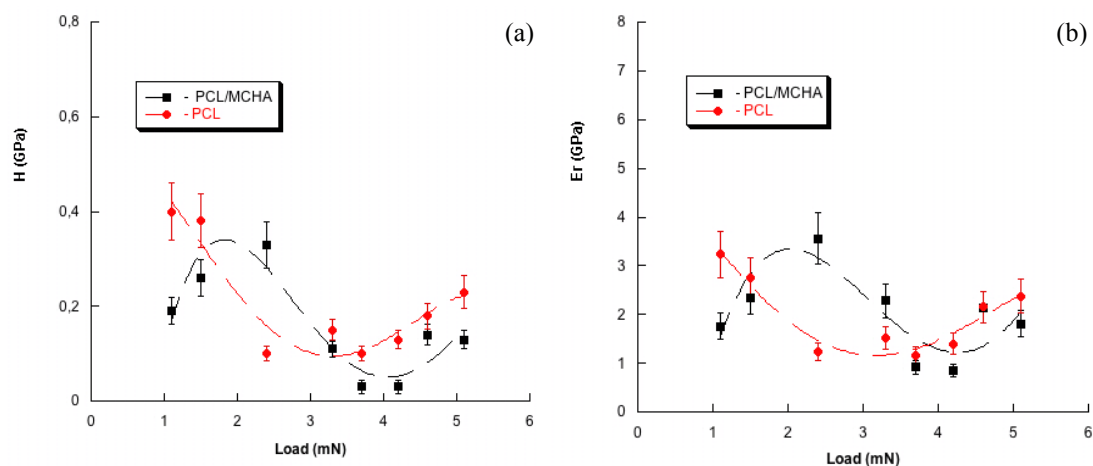 (a)
0,8
0,6
0,4
0,2
0
H (GPa)
- PCL/MCHA
- PCL
0 1 2 3 4 5 6
Load (mN)
(b)
8
7
6
5
4
3
2
1
0
Er (GPa)
- PCL/MCHA
- PCL
0 1 2 3 4 5 6
Load (mN)